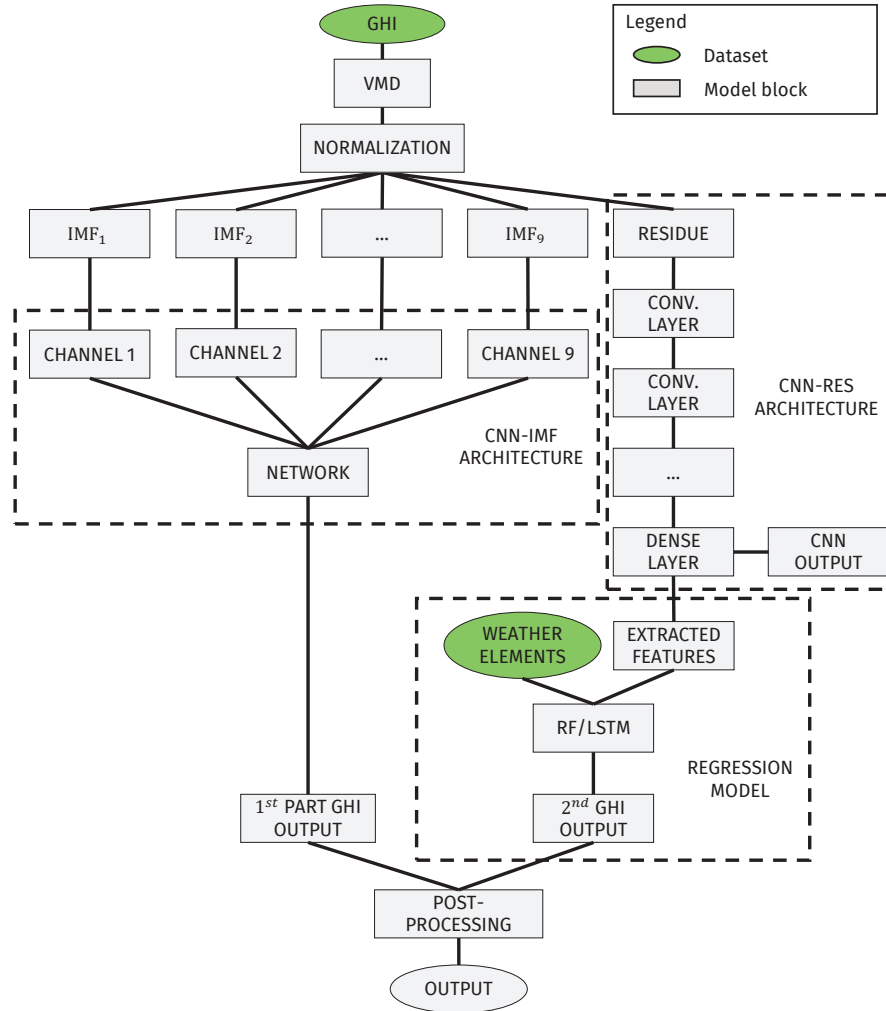 GHI
Legend
Dataset
Model block
VMD
NORMALIZATION
IMF₁
IMF₂
...
IMF₉
RESIDUE
CONV.
LAYER
CHANNEL 1
CHANNEL 2
...
CHANNEL 9
CONV.
LAYER
CNN-RES
ARCHITECTURE
CNN-IMF
ARCHITECTURE
NETWORK
...
DENSE
LAYER
CNN
OUTPUT
WEATHER
ELEMENTS
EXTRACTED
FEATURES
RF/LSTM
REGRESSION
MODEL
1ˢᵗ PART GHI
OUTPUT
2ⁿᵈ GHI
OUTPUT
POST-
PROCESSING
OUTPUT